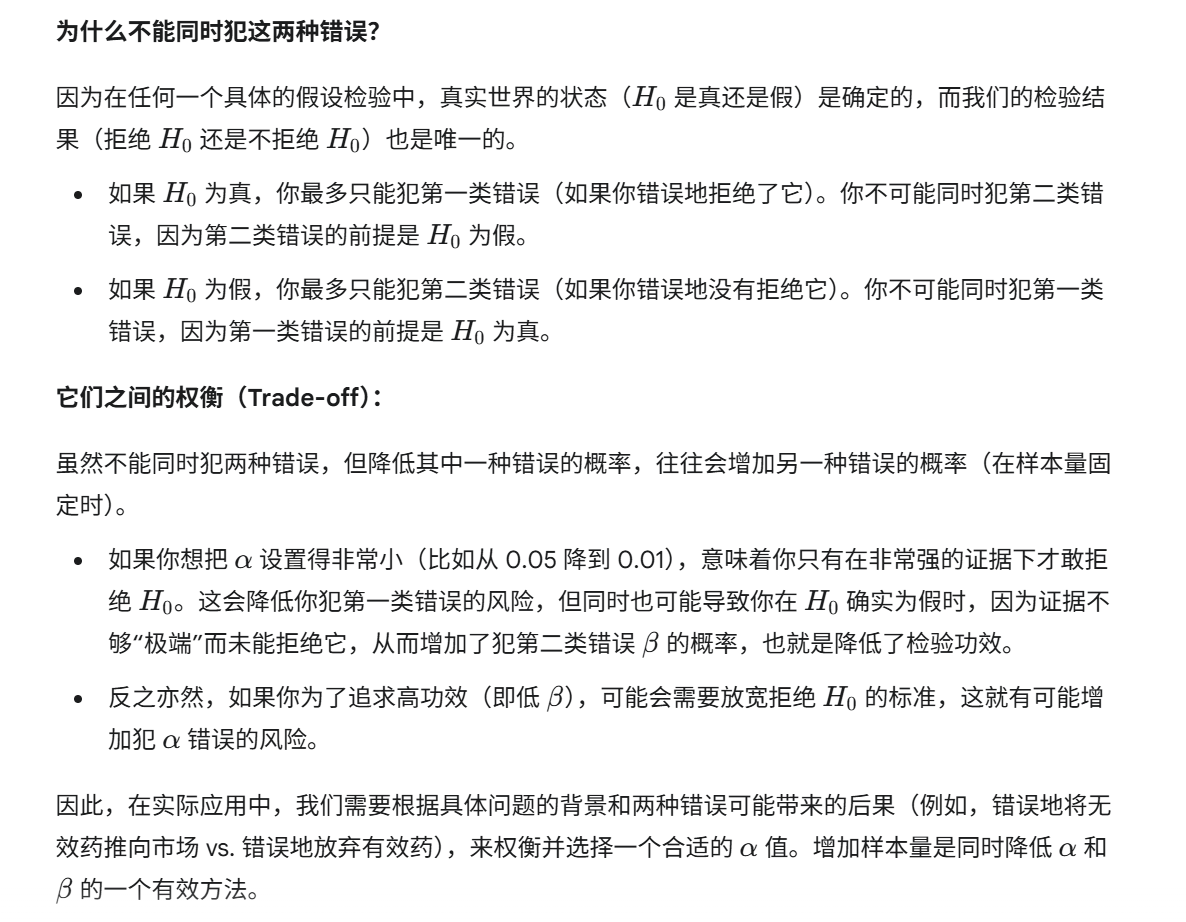 为什么不能同时犯这两种错误？
因为在任何一个具体的假设检验中，真实世界的状态（H₀ 是真还是假）是确定的，而我们的检验结
果（拒绝 H₀ 还是不拒绝 H₀）也是唯一的。
• 如果 H₀ 为真，你最多只能犯第一类错误（如果你错误地拒绝了它）。你不可能同时犯第二类错
误，因为第二类错误的前提是 H₀ 为假。
• 如果 H₀ 为假，你最多只能犯第二类错误（如果你错误地没有拒绝它）。你不可能同时犯第一类
错误，因为第一类错误的前提是 H₀ 为真。
它们之间的权衡（Trade-off）：
虽然不能同时犯两种错误，但降低其中一种错误的概率，往往会增加另一种错误的概率（在样本量固
定时）。
• 如果你想把 α 设置得非常小（比如从 0.05 降到 0.01），意味着你只有在非常强的证据下才敢拒
绝 H₀。这会降低你犯第一类错误的风险，但同时也可能导致你在 H₀ 确实为假时，因为证据不
够“极端”而未能拒绝它，从而增加了犯第二类错误 β 的概率，也就是降低了检验功效。
• 反之亦然，如果你为了追求高功效（即低 β），可能会需要放宽拒绝 H₀ 的标准，这就有可能增
加犯 α 错误的风险。
因此，在实际应用中，我们需要根据具体问题的背景和两种错误可能带来的后果（例如，错误地将无
效药推向市场 vs. 错误地放弃有效药），来权衡并选择一个合适的 α 值。增加样本量是同时降低 α 和
β 的一个有效方法。